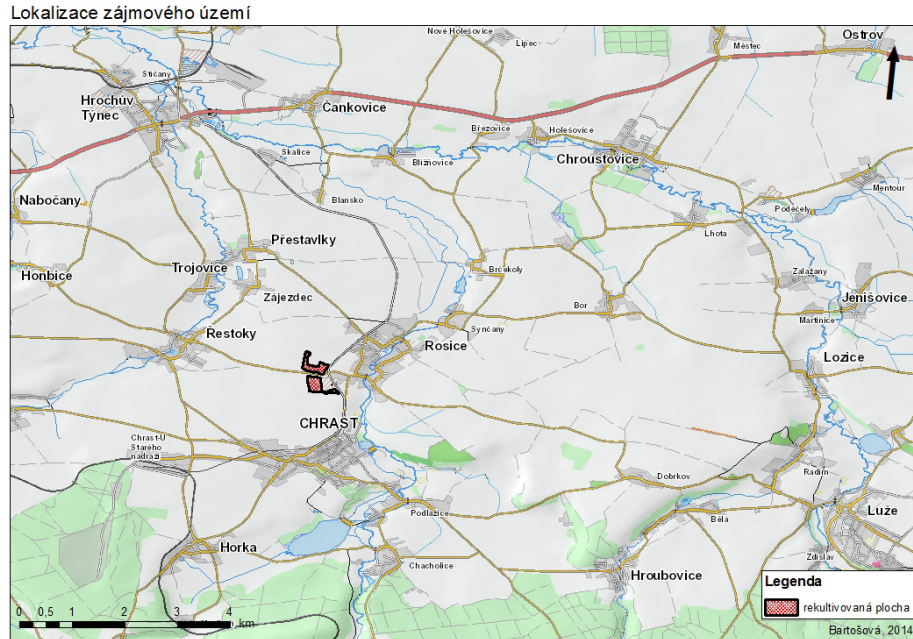 Lokalizace zájmového území
Nové Holešovice
Lipec
Městec
Ostrov
Stíčany
Hrochův
Týnec
Čankovice
Březovice
Holešovice
Skalice
Bližňovice
Chroustovice
Blansko
Mentour
Nabočany
Poděčely
Přestavlky
Lhota
Trojovice
Brčekoly
Honbice
Zalažany
Zájezdec
Bor
Jenišovice
Martinice
Synčany
Restoky
Rosice
Lozice
CHRAST
Chrast-U
Starého
nádraží
Dobrkov
Radim
Podlažice
Bělá
Luže
Horka
Chacholice
Zdislav
Hroubovice
Legenda
rekultivovaná plocha
0 0,5 1 2 3 4
km
Bartošová, 2014